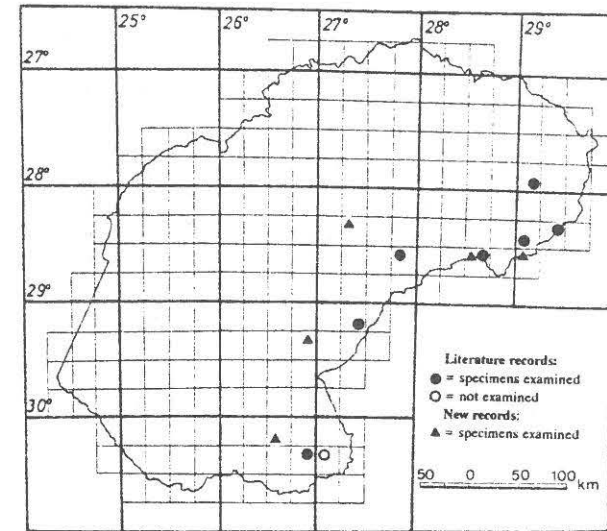 25° 26° 27° 28° 29°
27°
28°
29°
30°
Literature records:
● = specimens examined
○ = not examined
New records:
▲ = specimens examined
50 0 50 100
km